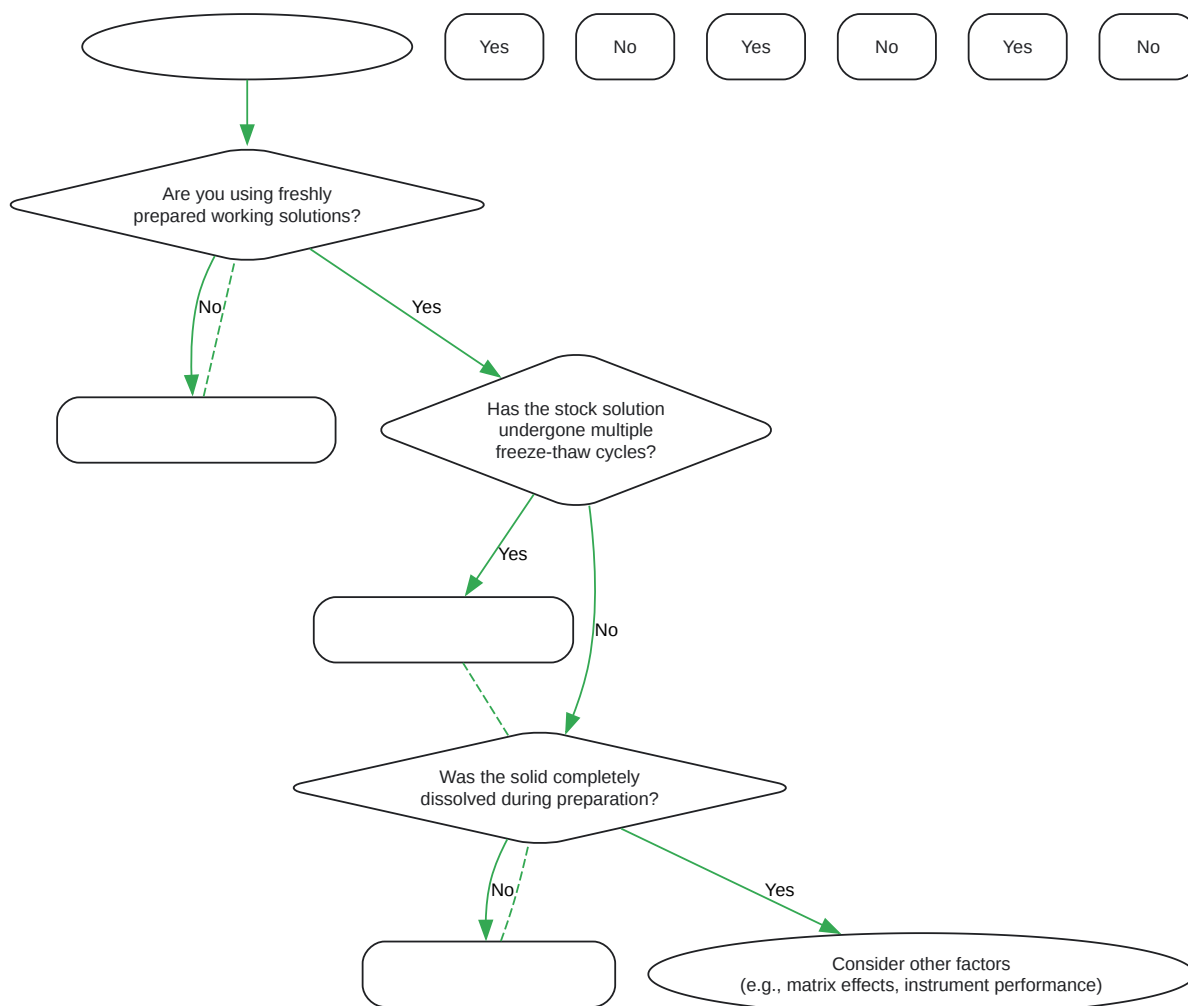 Yes
No
Yes
No
Yes
No
Are you using freshly
prepared working solutions?
No
Yes
Has the stock solution
undergone multiple
freeze-thaw cycles?
Yes
No
Was the solid completely
dissolved during preparation?
No
Yes
Consider other factors
(e.g., matrix effects, instrument performance)